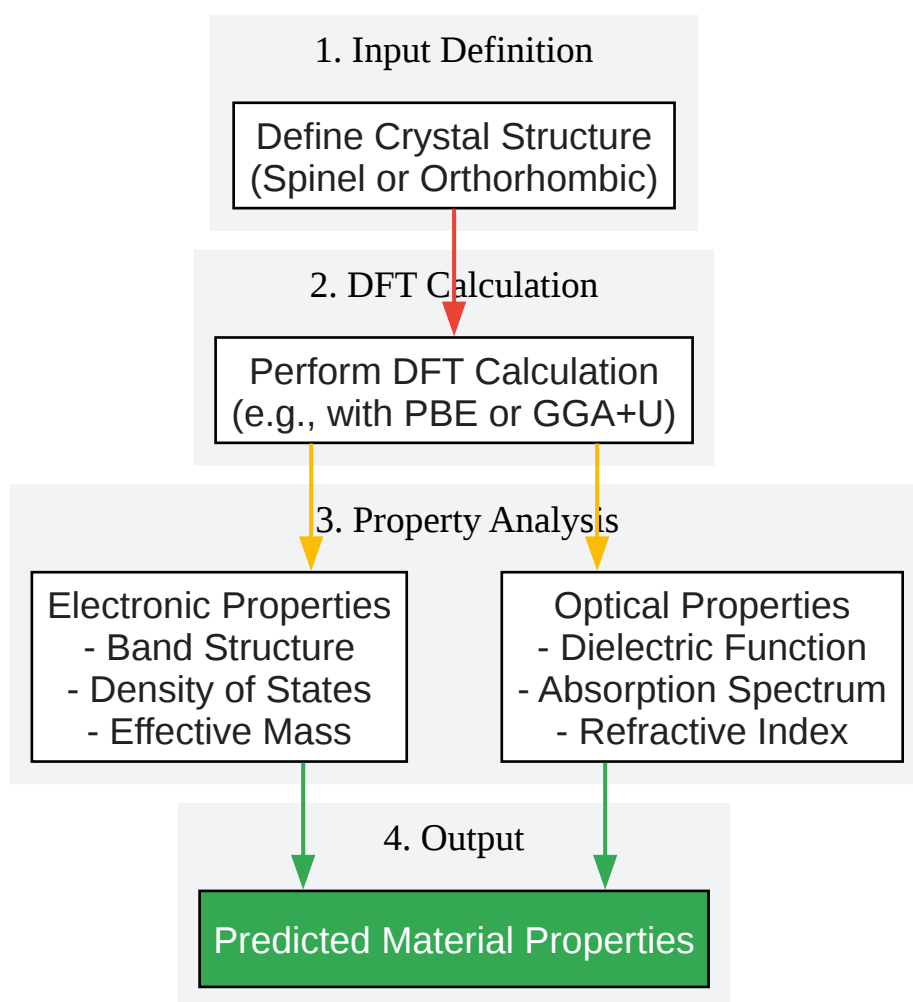 1. Input Definition
Define Crystal Structure
(Spinel or Orthorhombic)
2. DFT Calculation
Perform DFT Calculation
(e.g., with PBE or GGA+U)
3. Property Analysis
Electronic Properties
- Band Structure
- Density of States
- Effective Mass
Optical Properties
- Dielectric Function
- Absorption Spectrum
- Refractive Index
4. Output
Predicted Material Properties